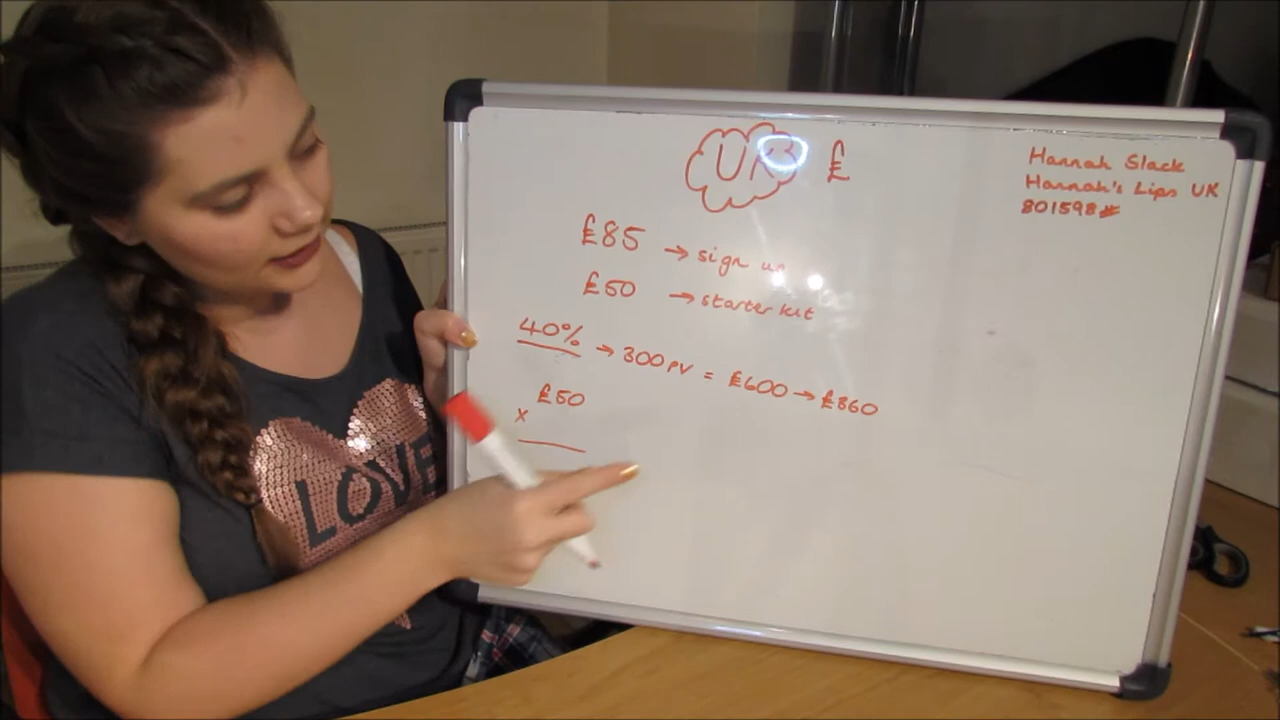 UK £
Hannah Slack
Hannah's Lips UK
801598
£85 → sign up
£50 → starter kit
40% → 300 PV = £600 → £360
£50
x
LOVE